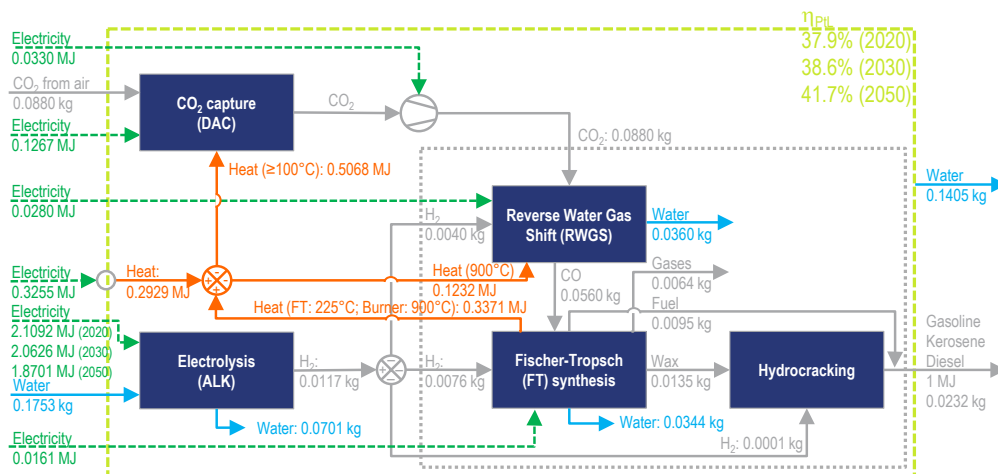 η_PtL
37.9% (2020)
38.6% (2030)
41.7% (2050)
Electricity
0.0330 MJ
CO₂ from air
0.0880 kg
Electricity
0.1267 MJ
CO₂ capture
(DAC)
CO₂
CO₂: 0.0880 kg
Heat (≥100°C): 0.5068 MJ
Electricity
0.0280 MJ
H₂
0.0040 kg
Reverse Water Gas
Shift (RWGS)
Water
0.0360 kg
Water
0.1405 kg
Electricity
0.3255 MJ
Heat:
0.2929 MJ
Heat (900°C)
0.1232 MJ
CO
0.0560 kg
Gases
0.0064 kg
Heat (FT: 225°C; Burner: 900°C): 0.3371 MJ
Fuel
0.0095 kg
Electricity
2.1092 MJ (2020)
2.0626 MJ (2030)
1.8701 MJ (2050)
Water
0.1753 kg
Electrolysis
(ALK)
H₂:
0.0117 kg
H₂:
0.0076 kg
Fischer-Tropsch
(FT) synthesis
Wax
0.0135 kg
Hydrocracking
Gasoline
Kerosene
Diesel
1 MJ
0.0232 kg
Water: 0.0701 kg
Water: 0.0344 kg
H₂: 0.0001 kg
Electricity
0.0161 MJ